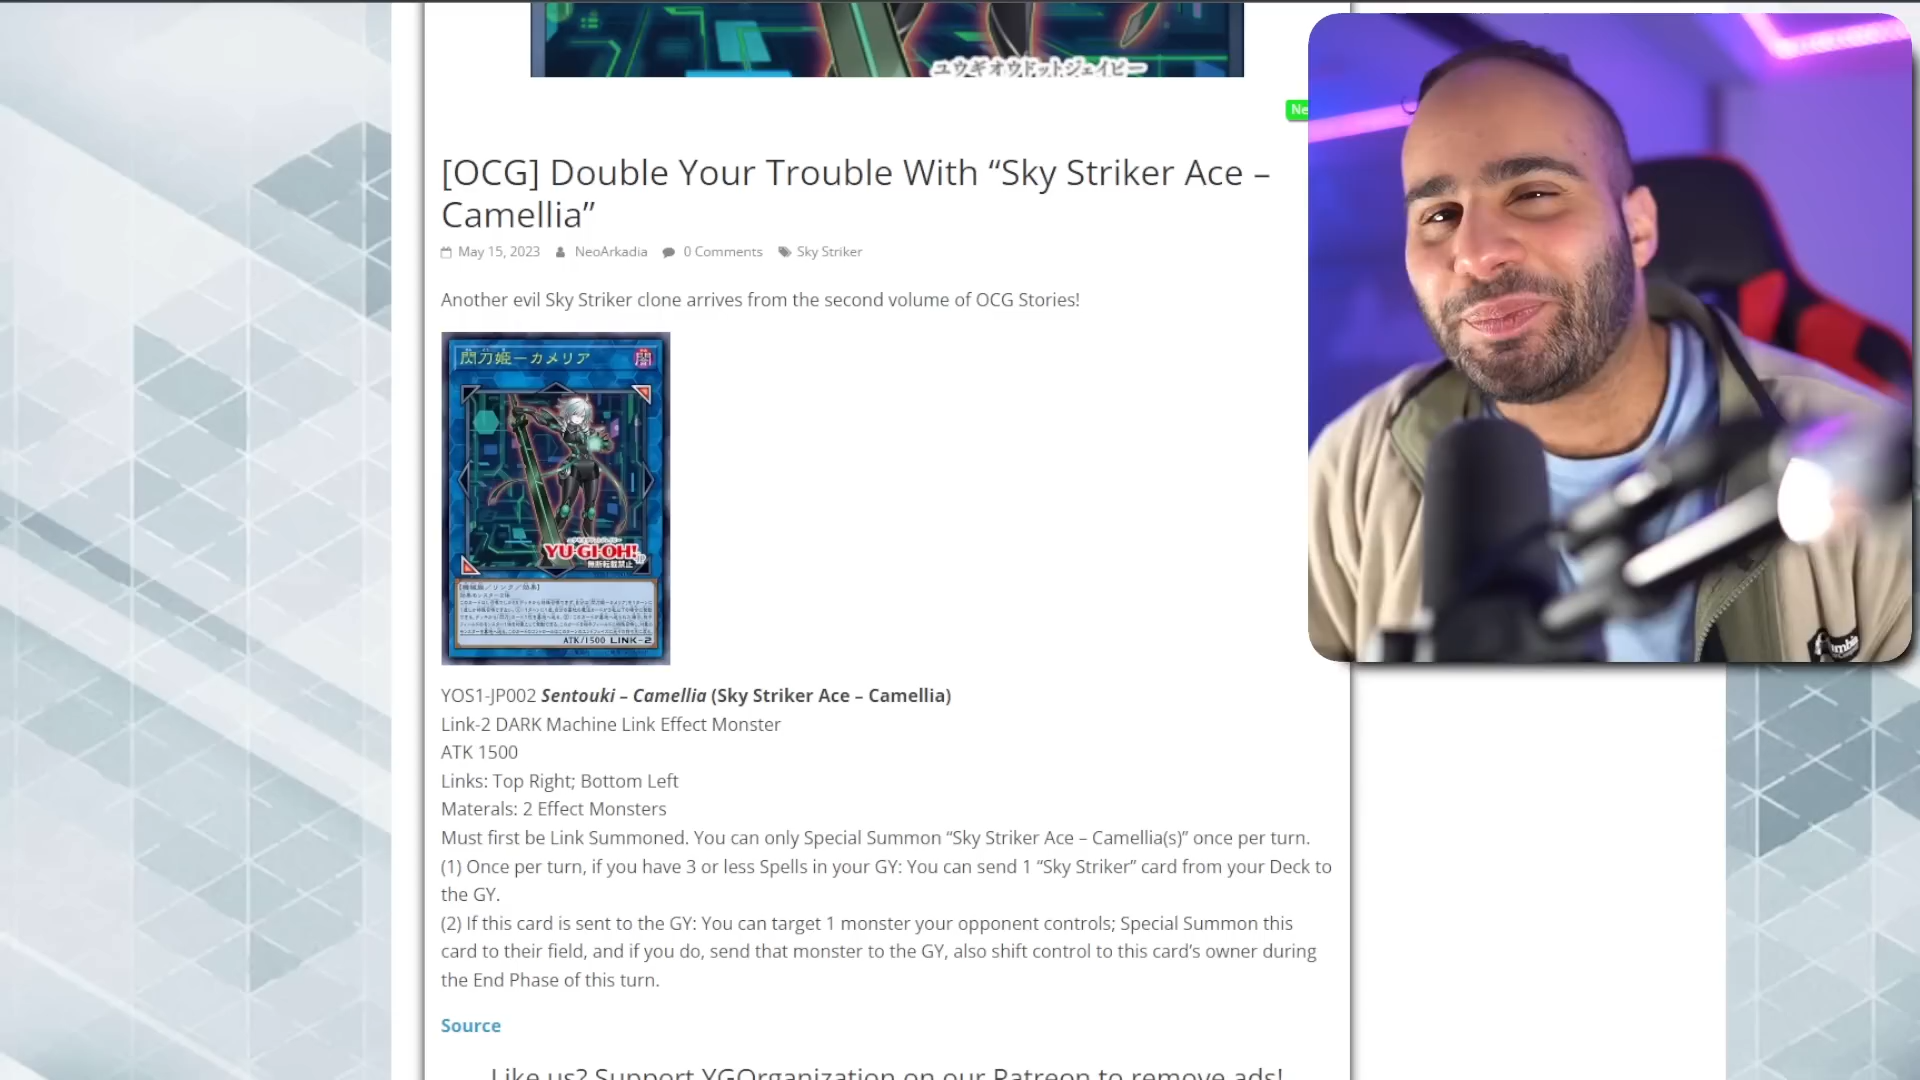 ユウギオウドットジェイピー
Ne
[OCG] Double Your Trouble With “Sky Striker Ace –
Camellia”
May 15, 2023 NeoArkadia 0 Comments Sky Striker
Another evil Sky Striker clone arrives from the second volume of OCG Stories!
閃刀姫－カメリア 闇
YU-GI-OH!
無断転載禁止
ATK/1500 LINK-2
YOS1-JP002 Sentouki – Camellia (Sky Striker Ace – Camellia)
Link-2 DARK Machine Link Effect Monster
ATK 1500
Links: Top Right; Bottom Left
Materals: 2 Effect Monsters
Must first be Link Summoned. You can only Special Summon “Sky Striker Ace – Camellia(s)” once per turn.
(1) Once per turn, if you have 3 or less Spells in your GY: You can send 1 “Sky Striker” card from your Deck to
the GY.
(2) If this card is sent to the GY: You can target 1 monster your opponent controls; Special Summon this
card to their field, and if you do, send that monster to the GY, also shift control to this card’s owner during
the End Phase of this turn.
Source
Like us? Support YGOrganization on our Patreon to remove ads!